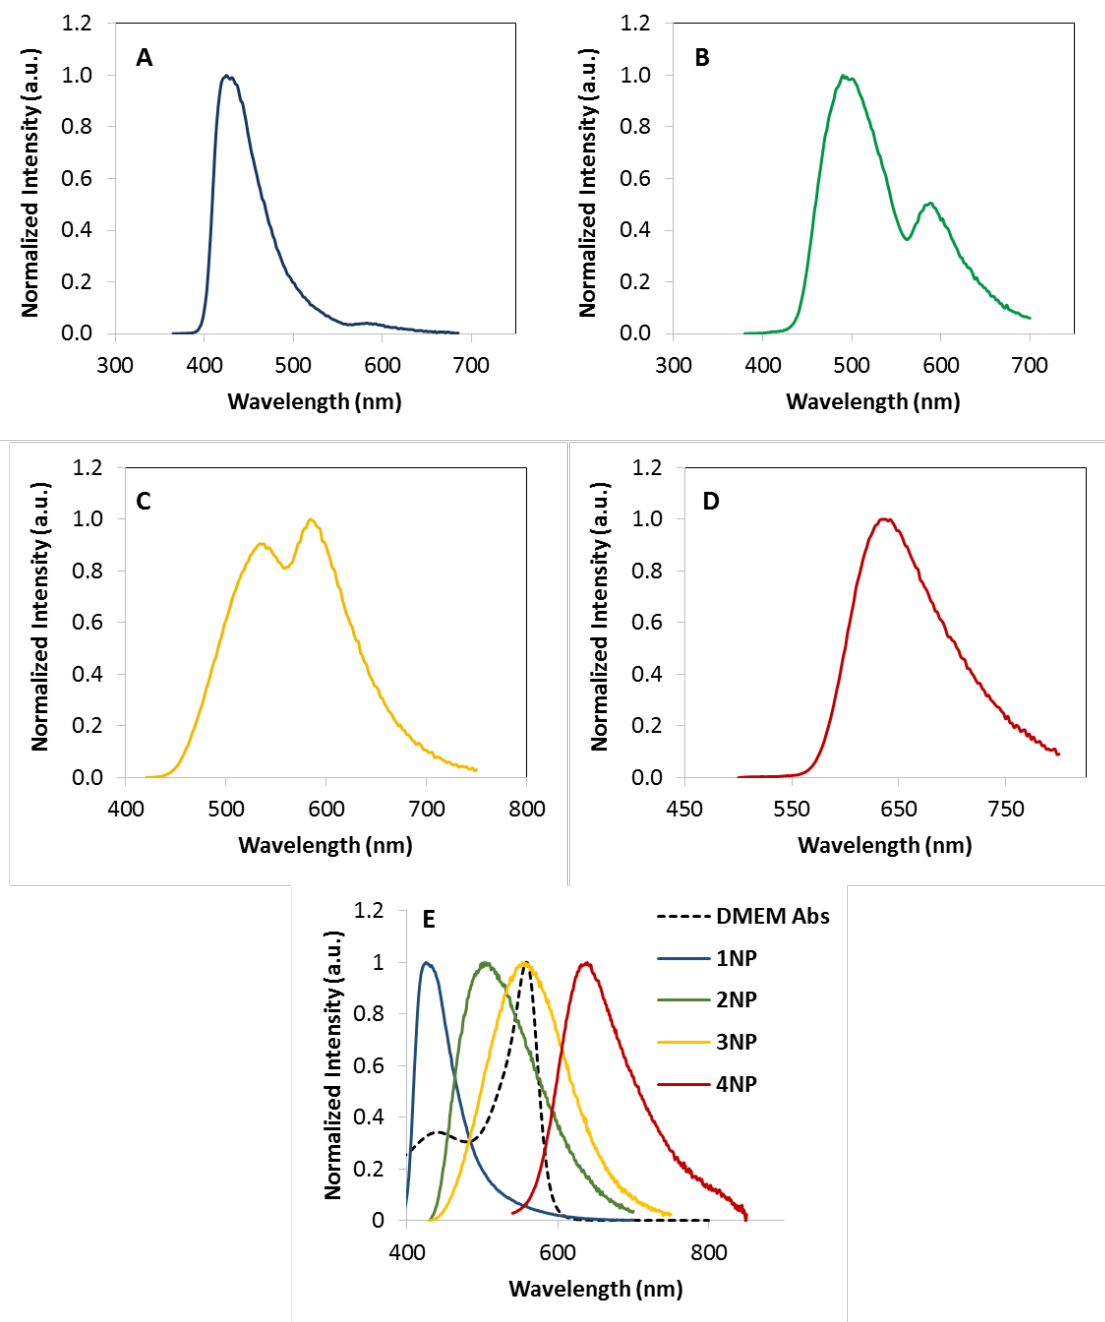 A
Normalized Intensity (a.u.)
1.2
1.0
0.8
0.6
0.4
0.2
0.0
300 400 500 600 700
Wavelength (nm)
B
Normalized Intensity (a.u.)
1.2
1.0
0.8
0.6
0.4
0.2
0.0
300 400 500 600 700
Wavelength (nm)
C
Normalized Intensity (a.u.)
1.2
1.0
0.8
0.6
0.4
0.2
0.0
400 500 600 700 800
Wavelength (nm)
D
Normalized Intensity (a.u.)
1.2
1.0
0.8
0.6
0.4
0.2
0.0
450 550 650 750
Wavelength (nm)
E
Normalized Intensity (a.u.)
1.2
1
0.8
0.6
0.4
0.2
0
400 600 800
Wavelength (nm)
DMEM Abs
1NP
2NP
3NP
4NP